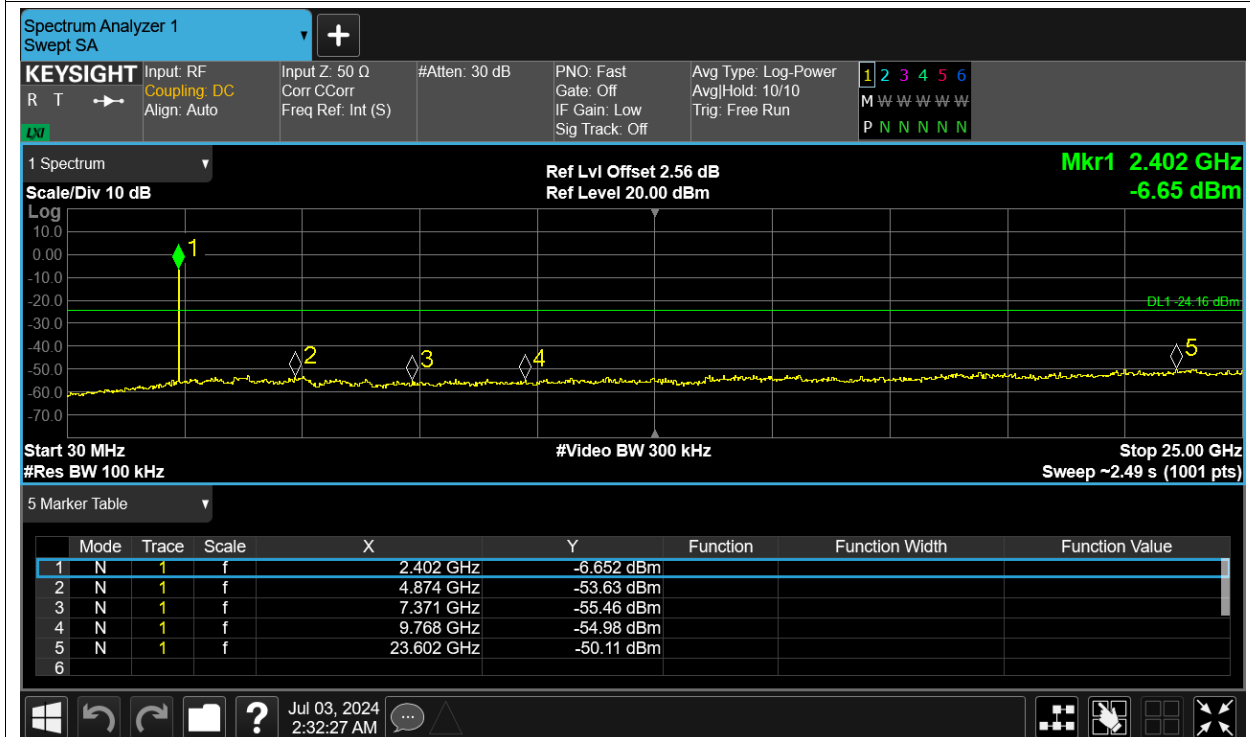 Spectrum Analyzer 1
Swept SA
+
KEYSIGHT Input: RF Input Z: 50 Ω #Atten: 30 dB PNO: Fast Avg Type: Log-Power 1 2 3 4 5 6
R T Coupling: DC Corr CCorr Gate: Off Avg|Hold: 10/10 M W W W W W
Align: Auto Freq Ref: Int (S) IF Gain: Low Trig: Free Run P N N N N N
LXI Sig Track: Off
1 Spectrum Ref Lvl Offset 2.56 dB Mkr1 2.402 GHz
Scale/Div 10 dB Ref Level 20.00 dBm -6.65 dBm
Log
10.0
1
0.00
-10.0
-20.0 DL1 -24.16 dBm
-30.0
-40.0
2 3 4 5
-50.0
-60.0
-70.0
Start 30 MHz #Video BW 300 kHz Stop 25.00 GHz
#Res BW 100 kHz Sweep ~2.49 s (1001 pts)
5 Marker Table
Mode Trace Scale X Y Function Function Width Function Value
1 N 1 f 2.402 GHz -6.652 dBm
2 N 1 f 4.874 GHz -53.63 dBm
3 N 1 f 7.371 GHz -55.46 dBm
4 N 1 f 9.768 GHz -54.98 dBm
5 N 1 f 23.602 GHz -50.11 dBm
6
? Jul 03, 2024
2:32:27 AM